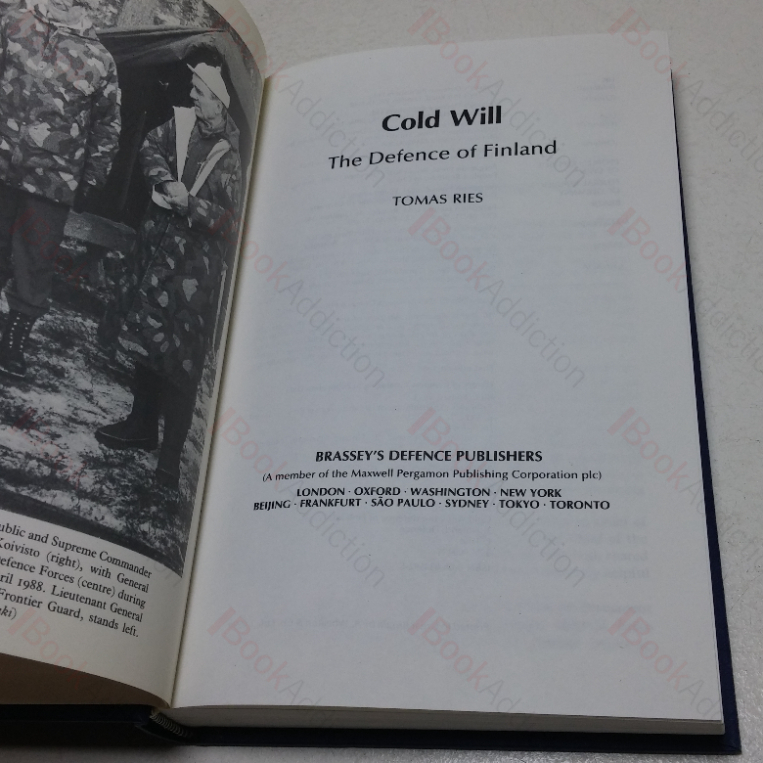 ublic and Supreme Commander
Koivisto (right), with General
efence Forces (centre) during
ril 1988. Lieutenant General
Frontier Guard, stands left.
ki)
Cold Will
The Defence of Finland
TOMAS RIES
BRASSEY'S DEFENCE PUBLISHERS
(A member of the Maxwell Pergamon Publishing Corporation plc)
LONDON · OXFORD · WASHINGTON · NEW YORK
BEIJING · FRANKFURT · SÃO PAULO · SYDNEY · TOKYO · TORONTO
BookAddiction